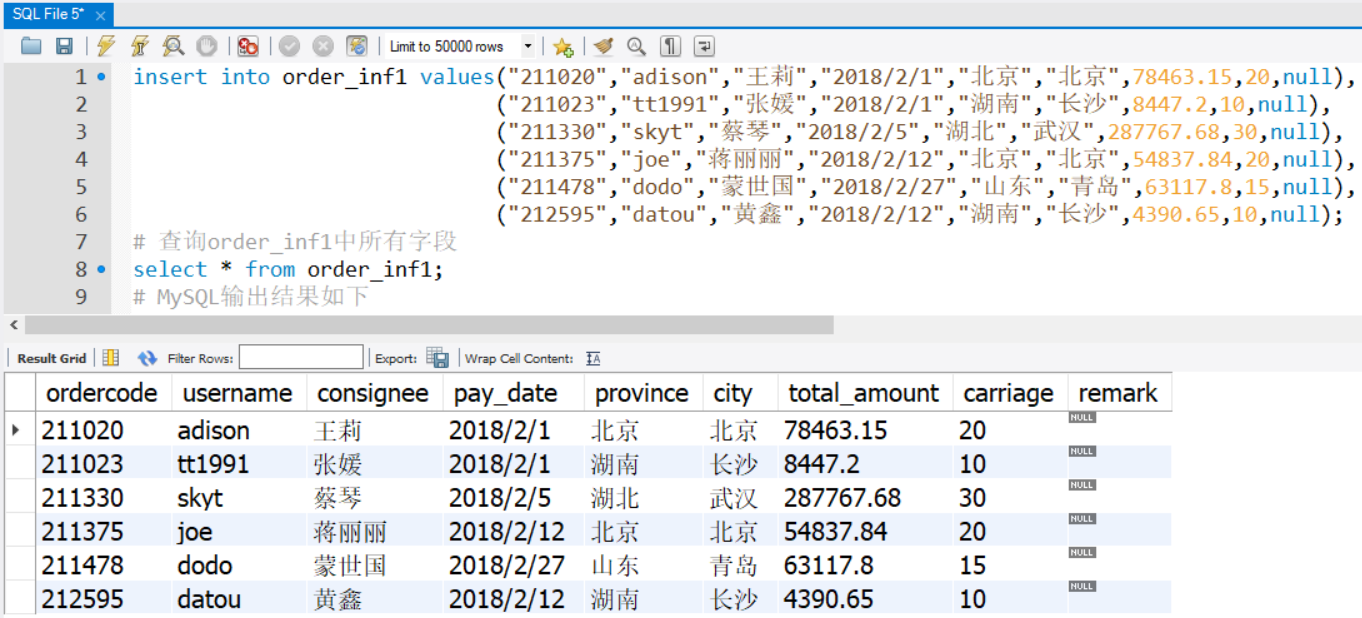 SQL File 5*
Limit to 50000 rows
1 insert into order_inf1 values("211020","adison","王莉","2018/2/1","北京","北京",78463.15,20,null),
2 ("211023","tt1991","张媛","2018/2/1","湖南","长沙",8447.2,10,null),
3 ("211330","skyt","蔡琴","2018/2/5","湖北","武汉",287767.68,30,null),
4 ("211375","joe","蒋丽丽","2018/2/12","北京","北京",54837.84,20,null),
5 ("211478","dodo","蒙世国","2018/2/27","山东","青岛",63117.8,15,null),
6 ("212595","datou","黄鑫","2018/2/12","湖南","长沙",4390.65,10,null);
7 # 查询order_inf1中所有字段
8 select * from order_inf1;
9 # MySQL输出结果如下
Result Grid Filter Rows: Export: Wrap Cell Content:
ordercode username consignee pay_date province city total_amount carriage remark
211020 adison 王莉 2018/2/1 北京 北京 78463.15 20 NULL
211023 tt1991 张媛 2018/2/1 湖南 长沙 8447.2 10 NULL
211330 skyt 蔡琴 2018/2/5 湖北 武汉 287767.68 30 NULL
211375 joe 蒋丽丽 2018/2/12 北京 北京 54837.84 20 NULL
211478 dodo 蒙世国 2018/2/27 山东 青岛 63117.8 15 NULL
212595 datou 黄鑫 2018/2/12 湖南 长沙 4390.65 10 NULL